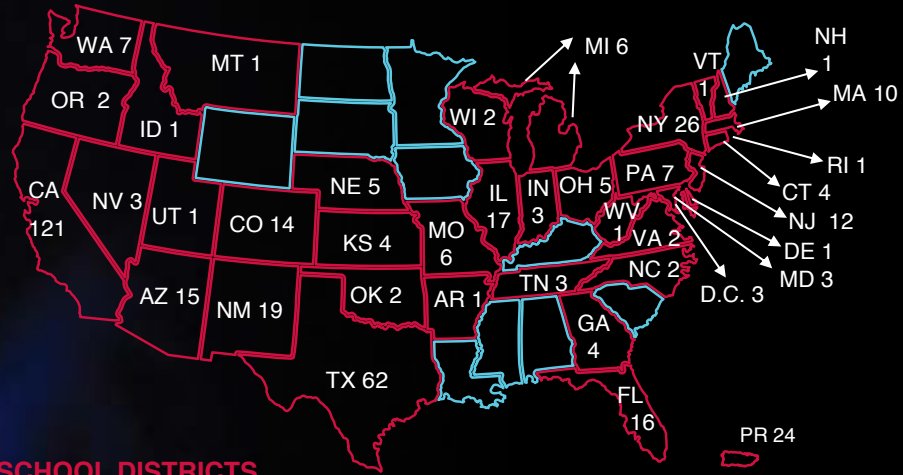 WA 7
MT 1
OR 2
ID 1
WI 2
MI 6
VT
1
NH
1
MA 10
NY 26
RI 1
CT 4
NJ 12
DE 1
MD 3
D.C. 3
CA
121
NV 3
UT 1
CO 14
NE 5
KS 4
MO
6
IL
17
IN
3
OH 5
PA 7
WV
1
VA 2
NC 2
TN 3
AZ 15
NM 19
OK 2
AR 1
TX 62
GA
4
FL
16
PR 24
SCHOOL DISTRICTS